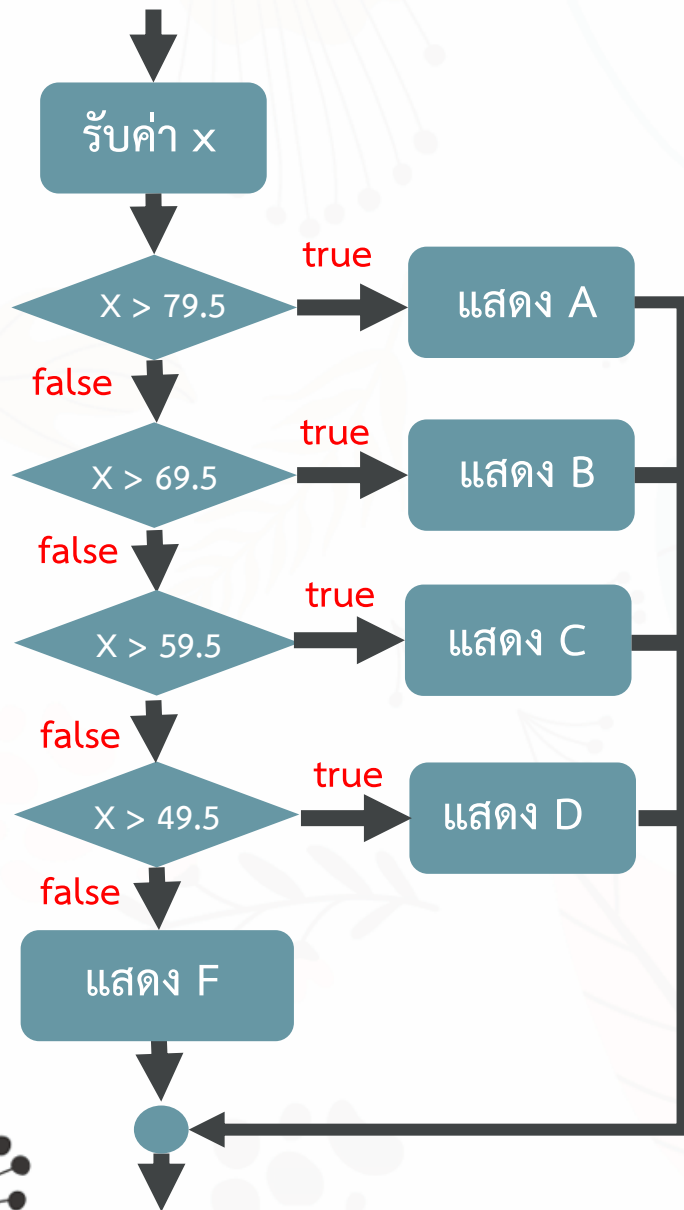 รับค่า x
true
X > 79.5
แสดง A
false
true
X > 69.5
แสดง B
false
true
X > 59.5
แสดง C
false
true
X > 49.5
แสดง D
false
แสดง F